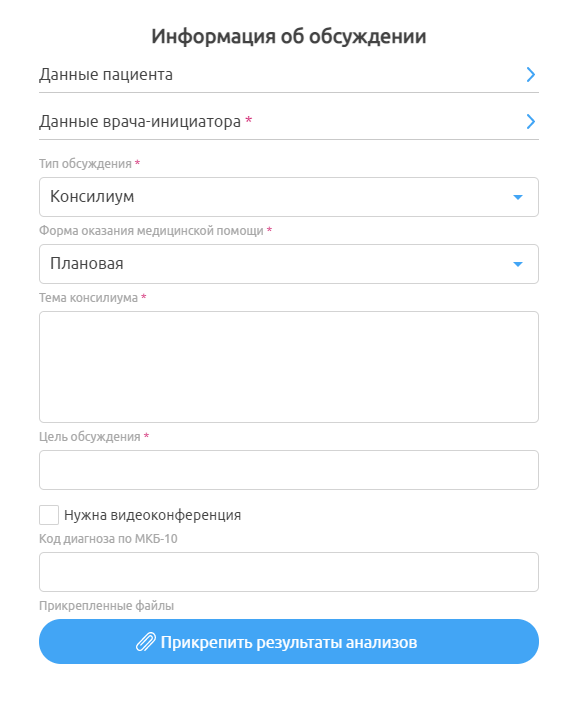 Информация об обсуждении
Данные пациента
Данные врача-инициатора *
Тип обсуждения *
Консилиум
Форма оказания медицинской помощи *
Плановая
Тема консилиума *
Цель обсуждения *
Нужна видеоконференция
Код диагноза по МКБ-10
Прикрепленные файлы
Прикрепить результаты анализов